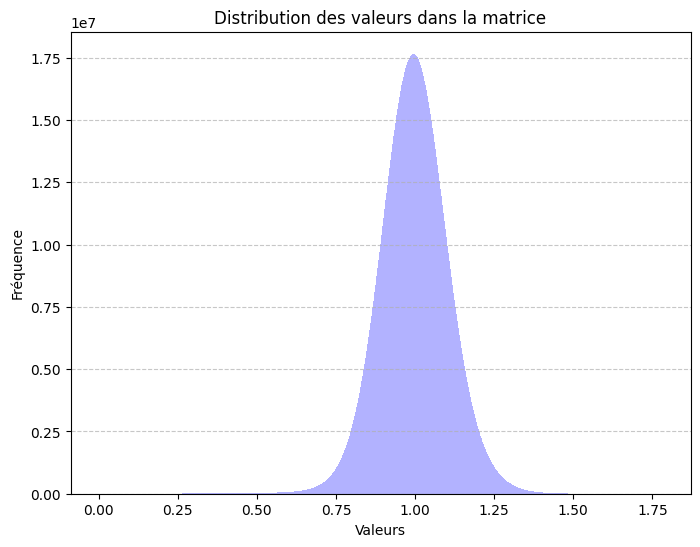 Distribution des valeurs dans la matrice
1e7
1.75
1.50
1.25
1.00
0.75
0.50
0.25
0.00
Fréquence
0.00 0.25 0.50 0.75 1.00 1.25 1.50 1.75
Valeurs